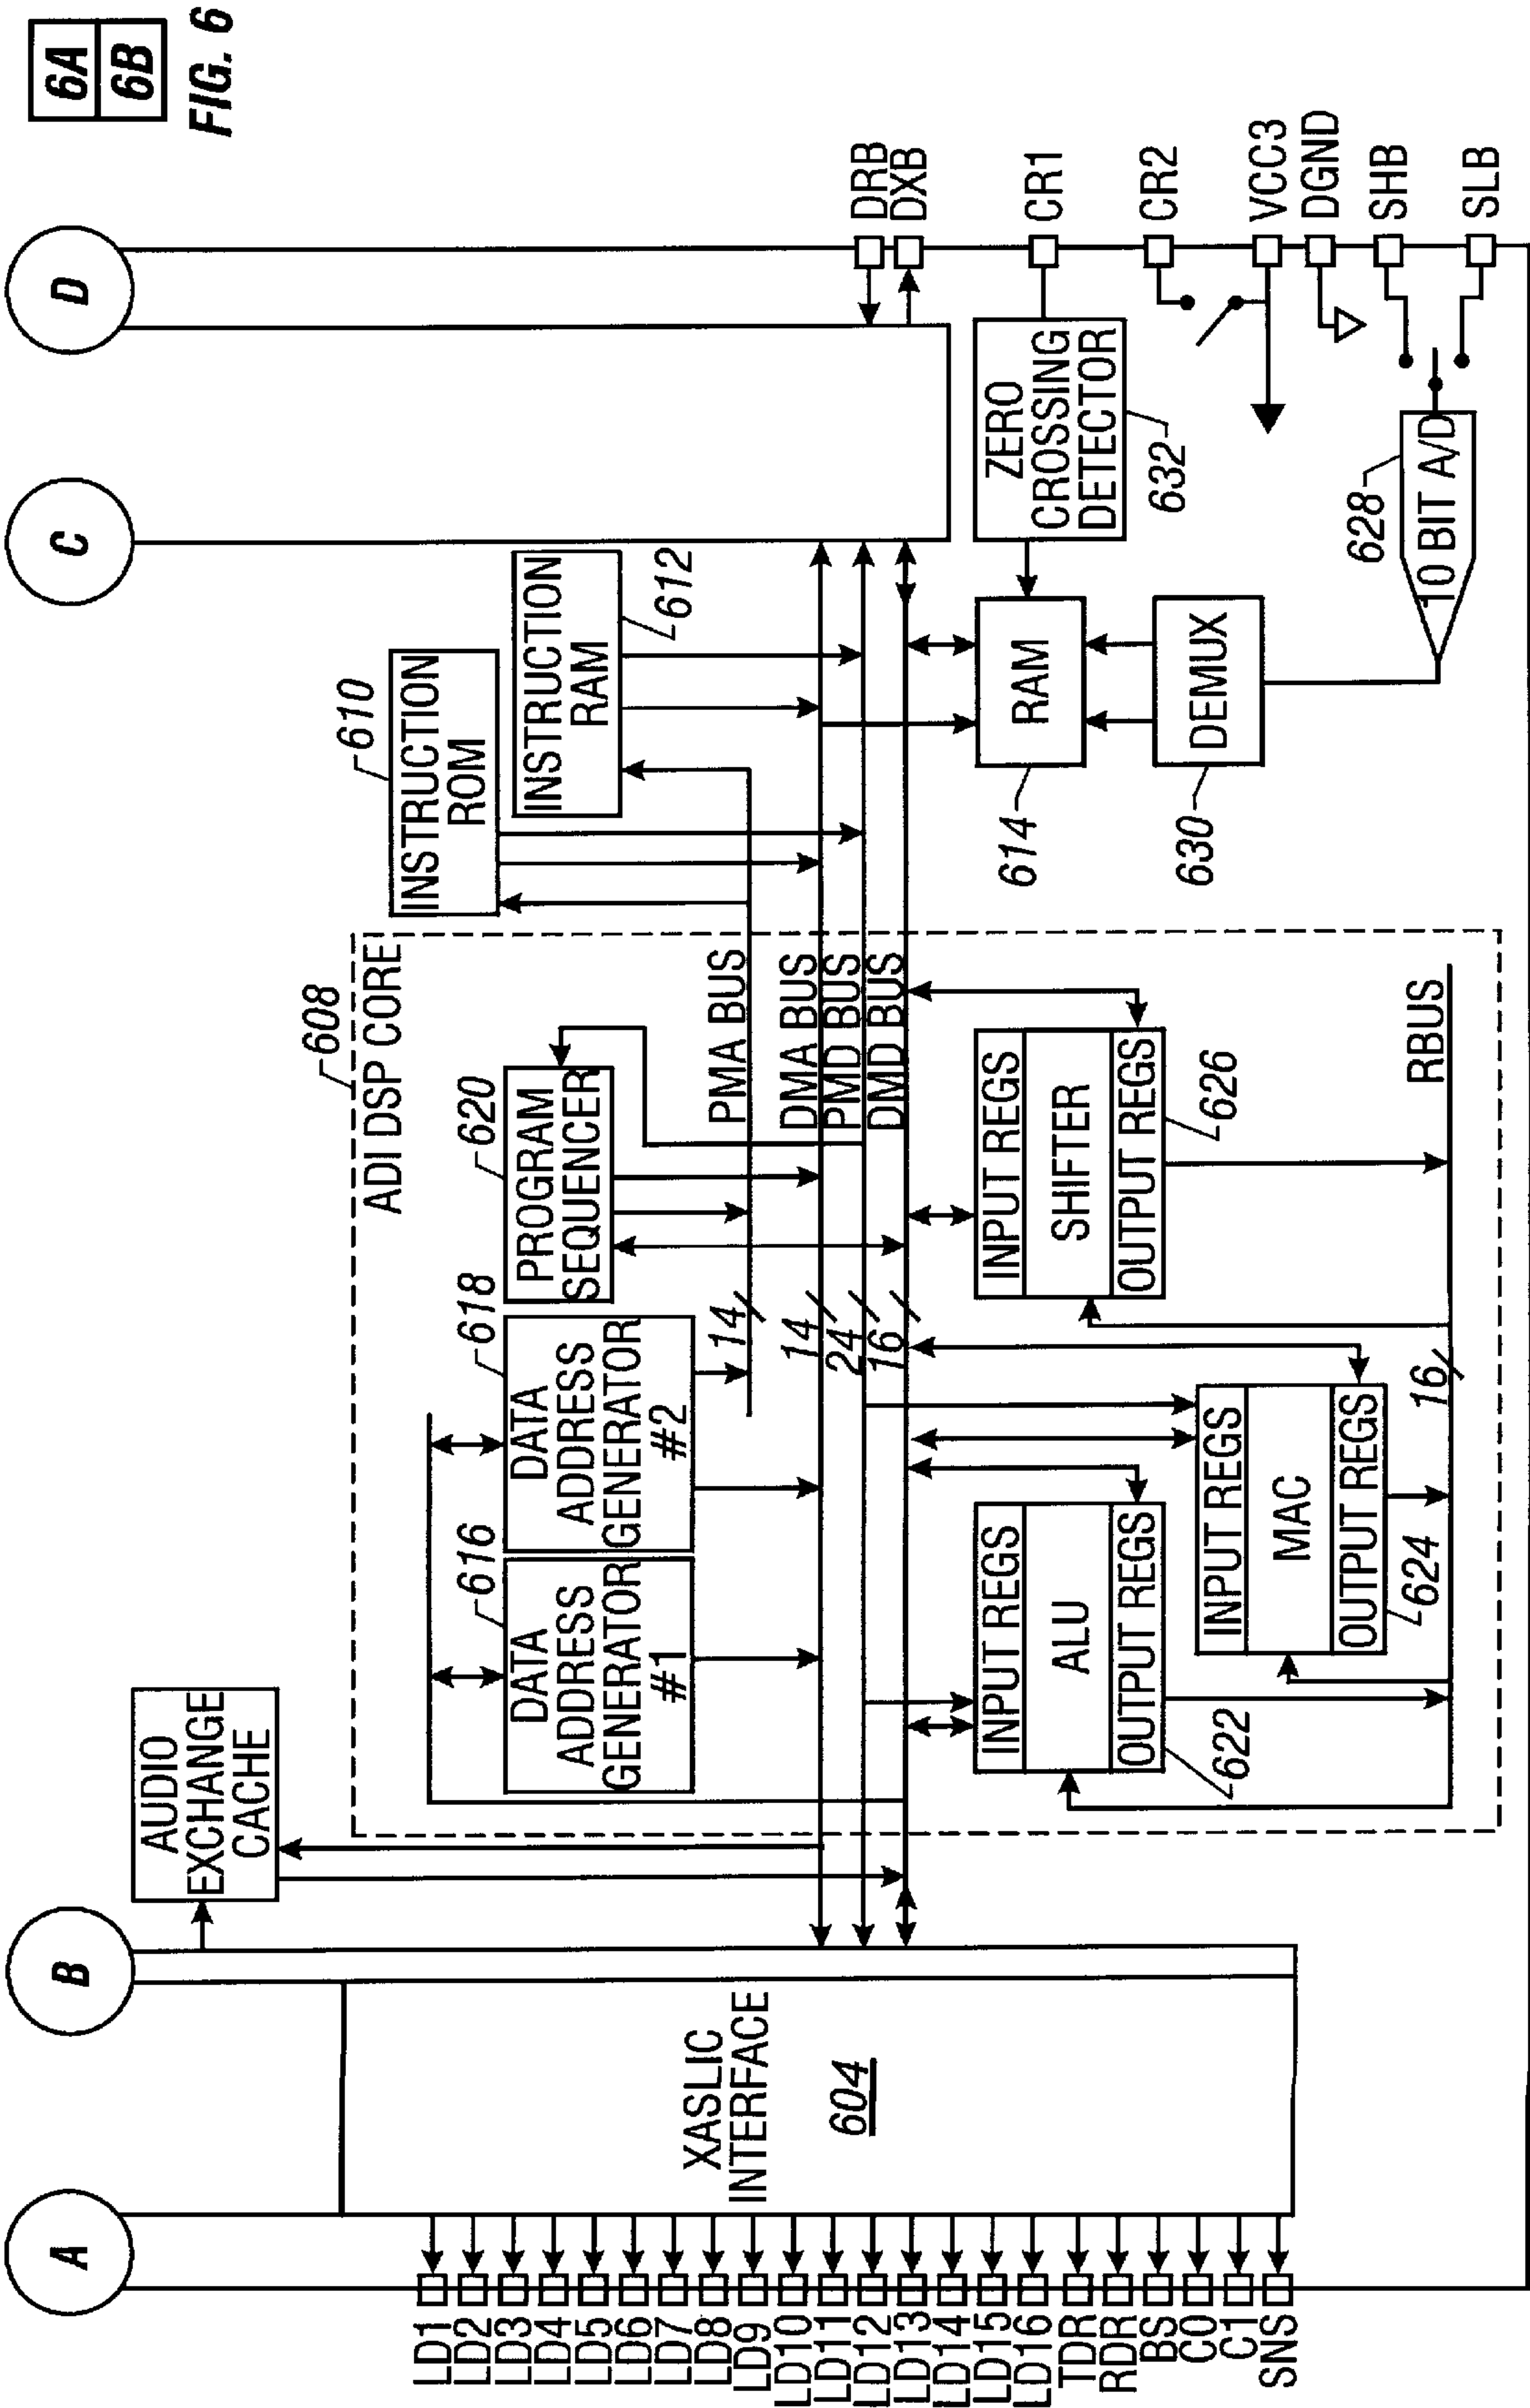 6A
6B
FIG. 6
A
B
C
D
AUDIO
EXCHANGE
CACHE
608
ADI DSP CORE
610
INSTRUCTION
ROM
INSTRUCTION
RAM
612
616
DATA
ADDRESS
GENERATOR
#1
618
DATA
ADDRESS
GENERATOR
#2
620
PROGRAM
SEQUENCER
14
PMA BUS
14
DMA BUS
24
PMD BUS
16
DMD BUS
XASLIC
INTERFACE
604
LD1
LD2
LD3
LD4
LD5
LD6
LD7
LD8
LD9
LD10
LD11
LD12
LD13
LD14
LD15
LD16
TDR
RDR
BS
C0
C1
SNS
INPUT REGS
ALU
OUTPUT REGS
622
INPUT REGS
MAC
OUTPUT REGS
624
INPUT REGS
SHIFTER
OUTPUT REGS
626
16
RBUS
RAM
614
DEMUX
630
ZERO
CROSSING
DETECTOR
632
628
10 BIT A/D
DRB
DXB
CR1
CR2
VCC3
DGND
SHB
SLB